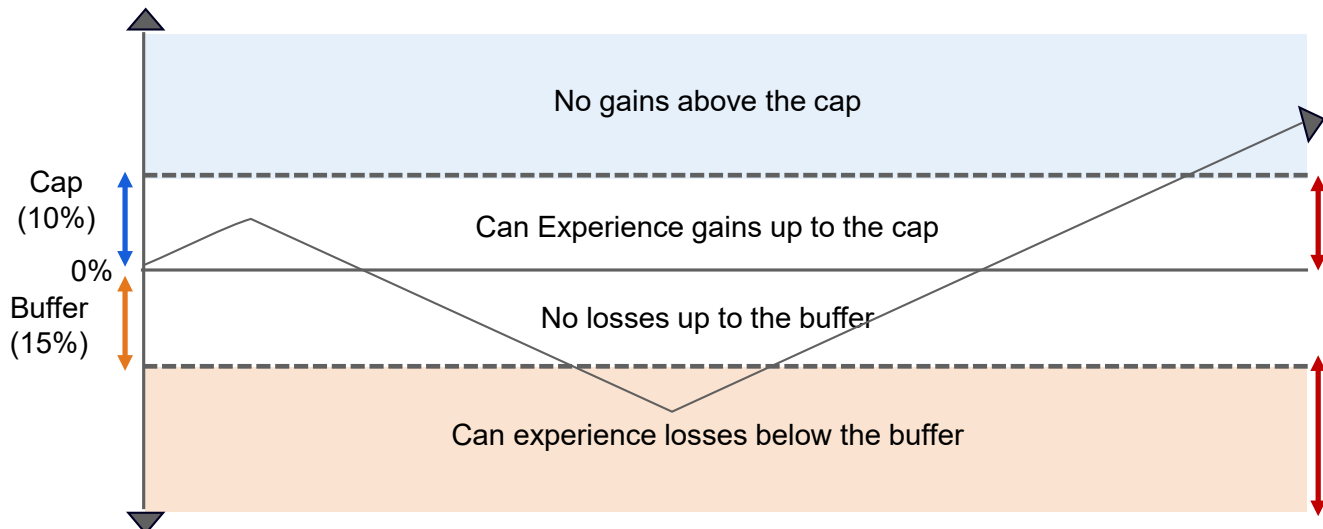 No gains above the cap
Cap
(10%)
Can Experience gains up to the cap
0%
Buffer
(15%)
No losses up to the buffer
Can experience losses below the buffer